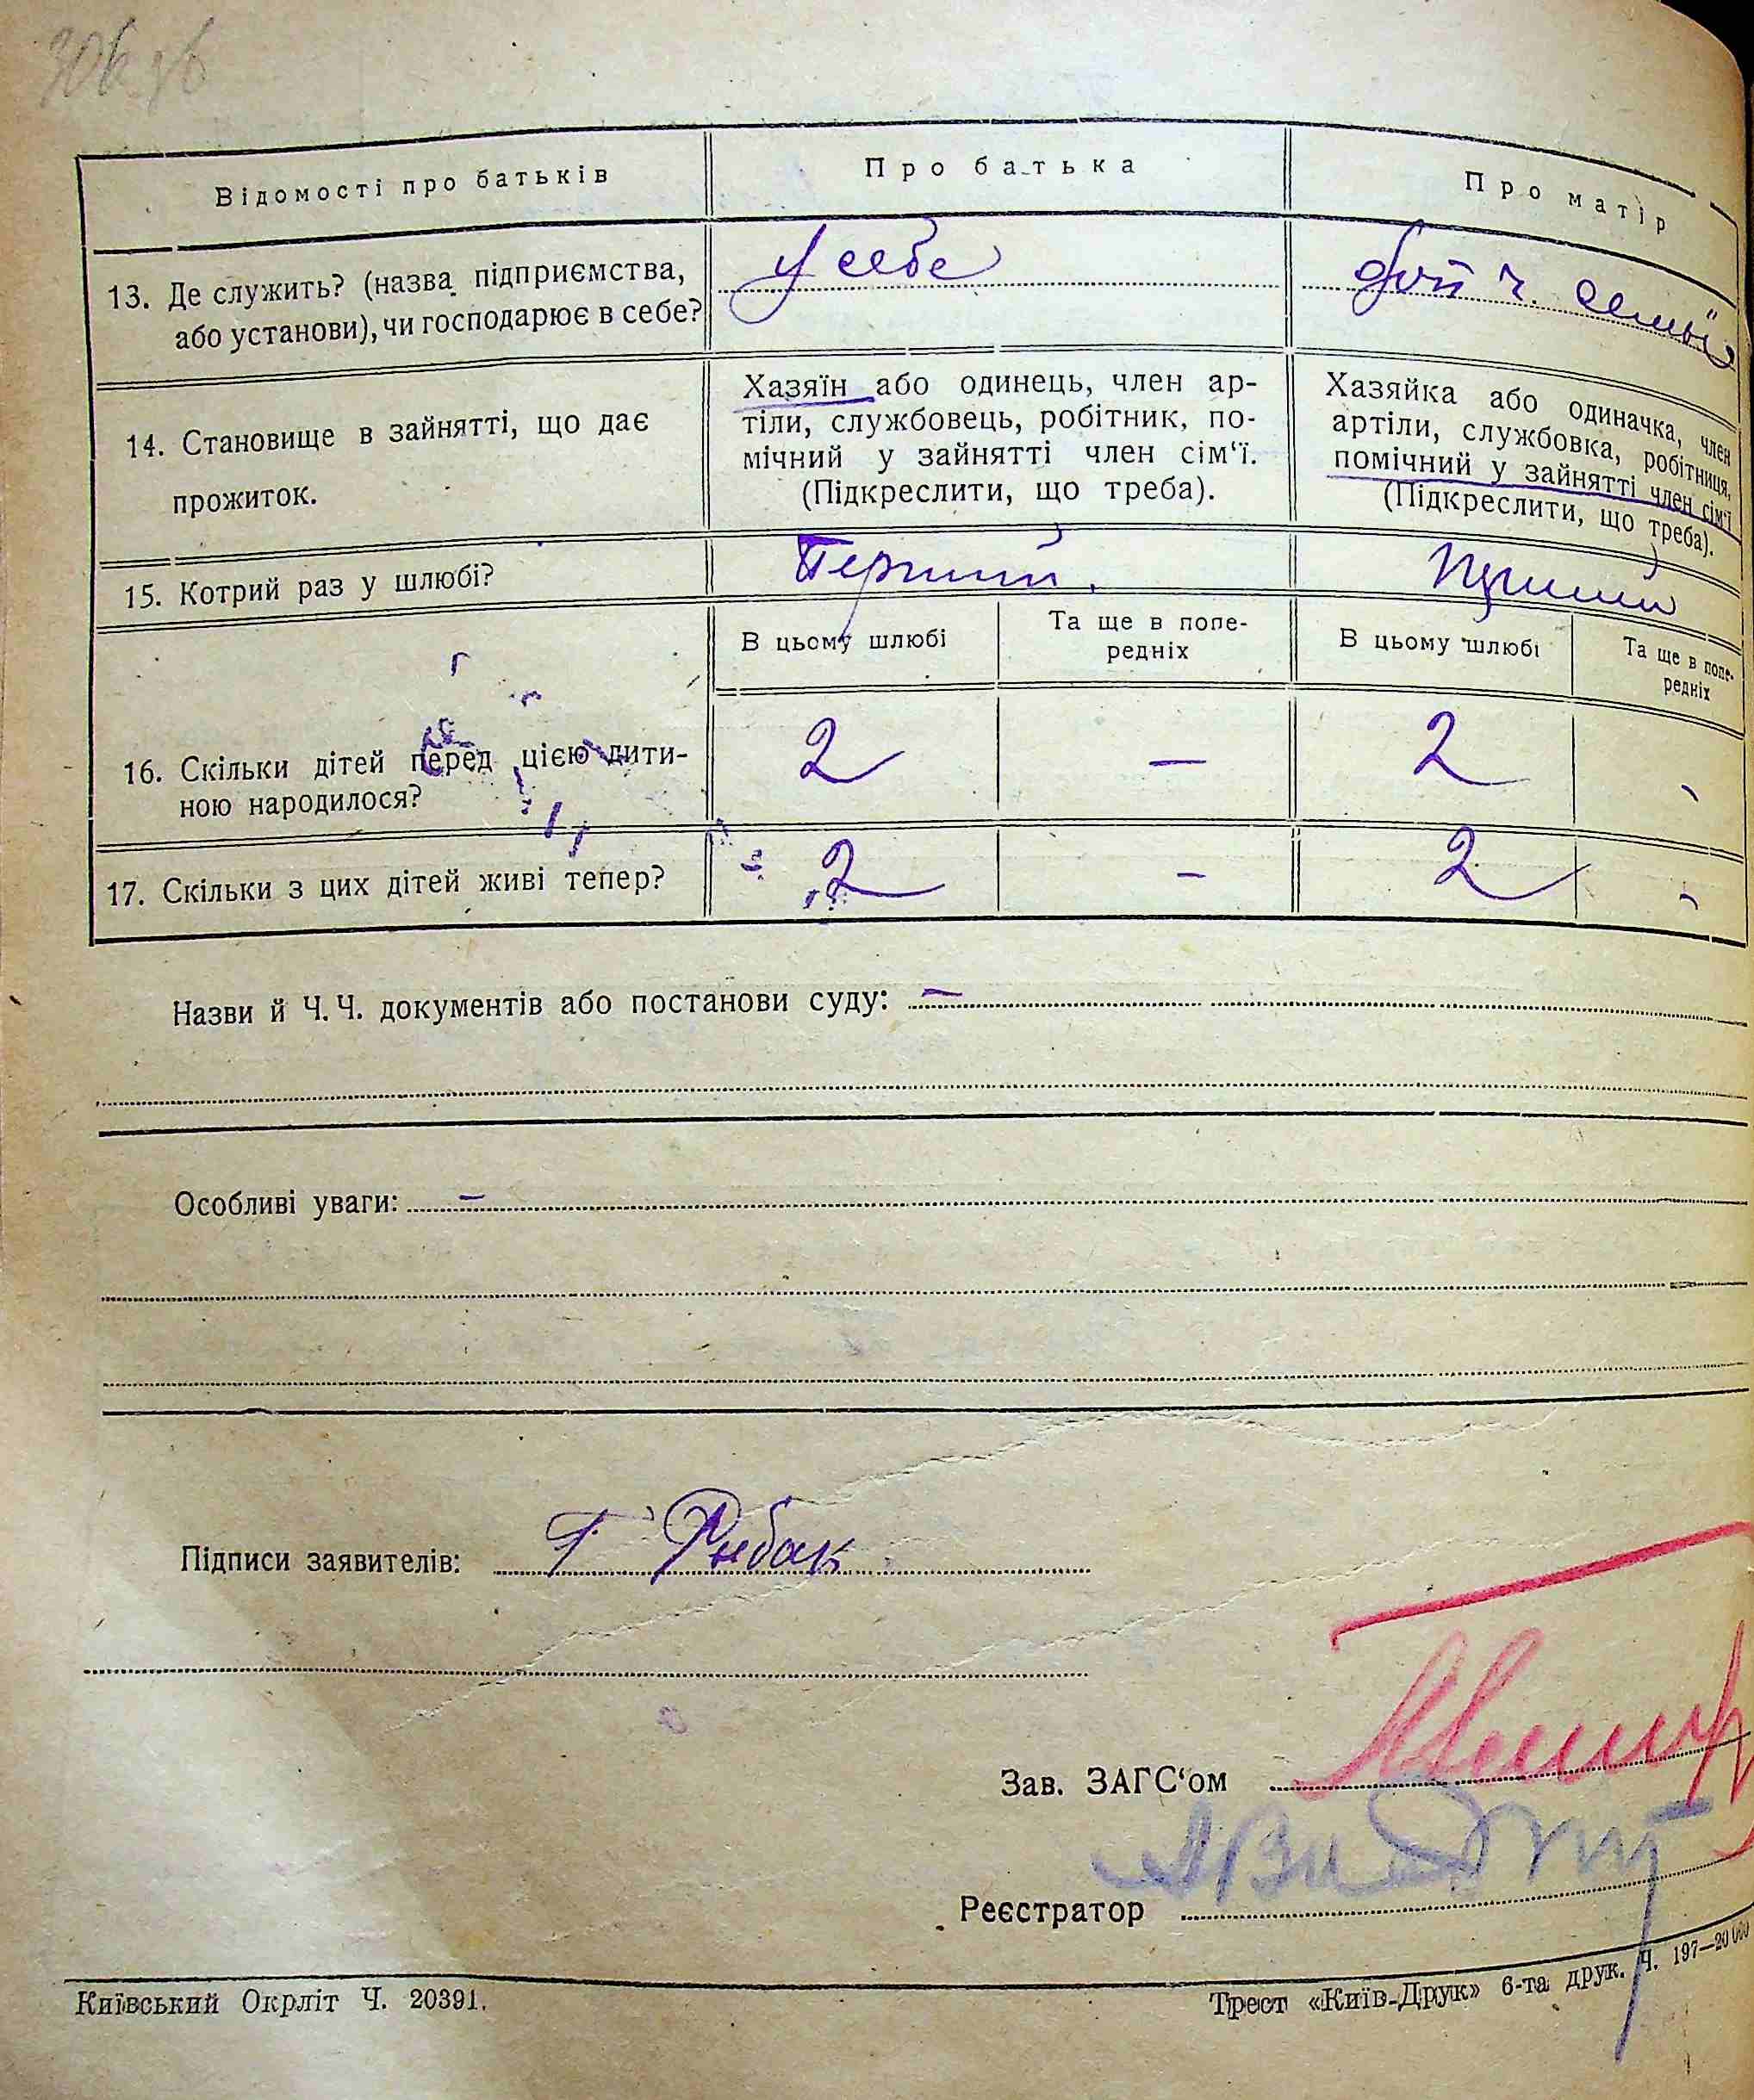 306 зв
Відомості про батьків
Про батька
Про матір
13. Де служить? (назва підприємства,
або установи), чи господарює в себе?
У себе
член семьї
14. Становище в зайнятті, що дає
прожиток.
Хазяїн або одинець, член ар-
тіли, службовець, робітник, по-
мічний у зайнятті член сім‘ї.
(Підкреслити, що треба).
Хазяйка або одиначка, член
артіли, службовка, робітниця,
помічний у зайнятті член сім‘ї
(Підкреслити, що треба).
15. Котрий раз у шлюбі?
Перший
Перший
В цьому шлюбі
Та ще в попе-
редніх
В цьому шлюбі
Та ще в попе-
редніх
16. Скільки дітей перед цією дити-
ною народилося?
2
—
2
-
17. Скільки з цих дітей живі тепер?
2
-
2
-
Назви й Ч. Ч. документів або постанови суду: —
Особливі уваги: —
Підписи заявителів: Г Рибак
Зав. ЗАГС‘ом
Реєстратор
Київський Окрліт Ч. 20391.
Трест «Київ-Друк» 6-та друк. Ч. 197—20000